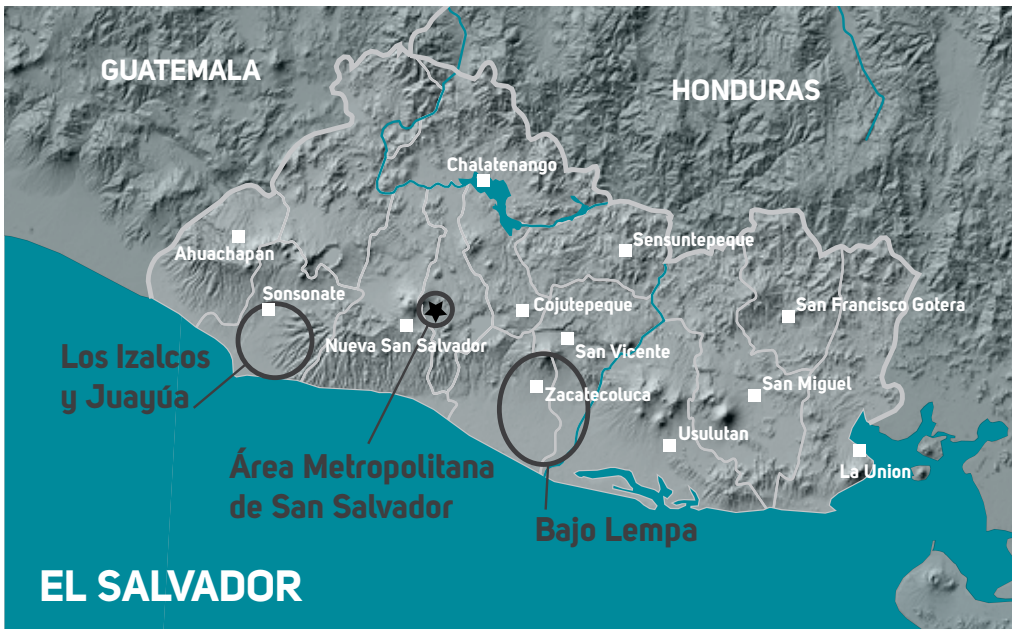 GUATEMALA
HONDURAS
Chalatenango
Ahuachapán
Sensuntepeque
Sonsonate
Cojutepeque
San Francisco Gotera
Nueva San Salvador
San Vicente
Los Izalcos
y Juayúa
Zacatecoluca
San Miguel
Usulutan
Área Metropolitana
de San Salvador
La Union
Bajo Lempa
EL SALVADOR